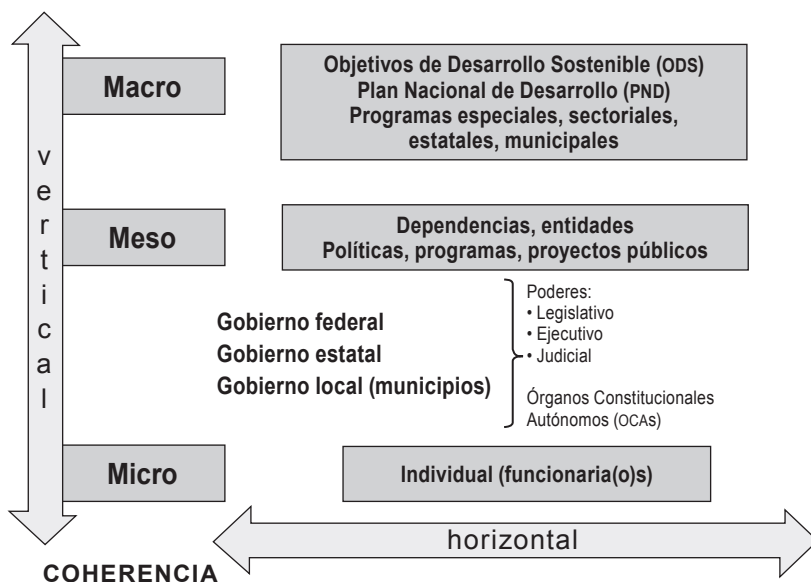 Macro
Objetivos de Desarrollo Sostenible (ODS)
Plan Nacional de Desarrollo (PND)
Programas especiales, sectoriales,
estatales, municipales
vertical
Meso
Dependencias, entidades
Políticas, programas, proyectos públicos
Gobierno federal
Gobierno estatal
Gobierno local (municipios)
Poderes:
• Legislativo
• Ejecutivo
• Judicial
Órganos Constitucionales
Autónomos (OCAs)
Micro
Individual (funcionaria(o)s)
horizontal
COHERENCIA